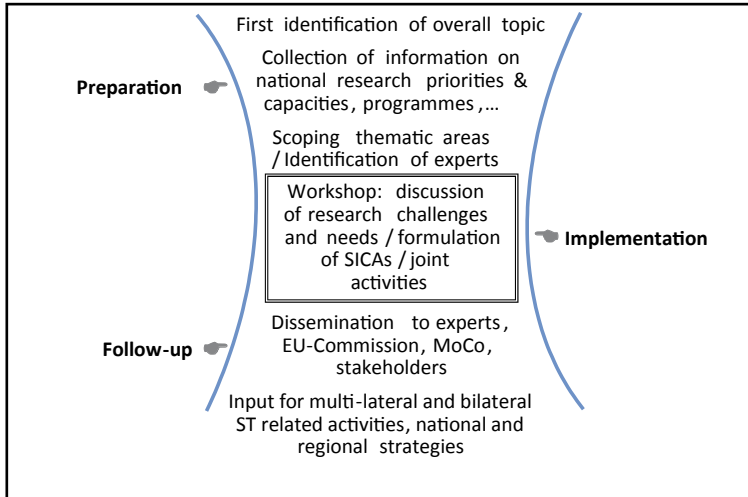 First identification of overall topic
Collection of information on
national research priorities &
capacities, programmes,...
Preparation
Scoping thematic areas
/ Identification of experts
Workshop: discussion
of research challenges
and needs / formulation
of SICAs / joint
activities
Implementation
Dissemination to experts,
EU-Commission, MoCo,
stakeholders
Follow-up
Input for multi-lateral and bilateral
ST related activities, national and
regional strategies